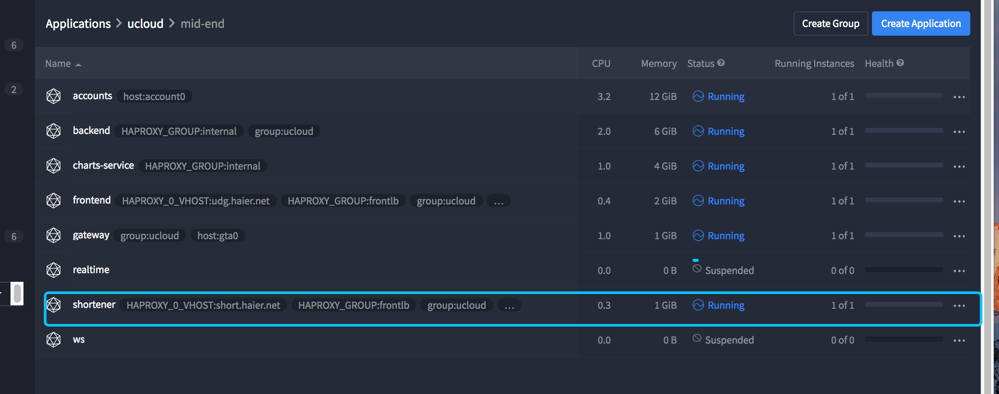 Applications > ucloud > mid-end Create Group Create Application
6
Name CPU Memory Status Running Instances Health
2
accounts host:account0 3.2 12 GiB Running 1 of 1
backend HAPROXY_GROUP:internal group:ucloud 2.0 6 GiB Running 1 of 1
charts-service HAPROXY_GROUP:internal 1.0 4 GiB Running 1 of 1
frontend HAPROXY_0_VHOST:udg.haier.net HAPROXY_GROUP:frontlb group:ucloud ... 0.4 2 GiB Running 1 of 1
6
gateway group:ucloud host:gta0 1.0 1 GiB Running 1 of 1
realtime 0.0 0 B Suspended 0 of 0
shortener HAPROXY_0_VHOST:short.haier.net HAPROXY_GROUP:frontlb group:ucloud ... 0.3 1 GiB Running 1 of 1
ws 0.0 0 B Suspended 0 of 0